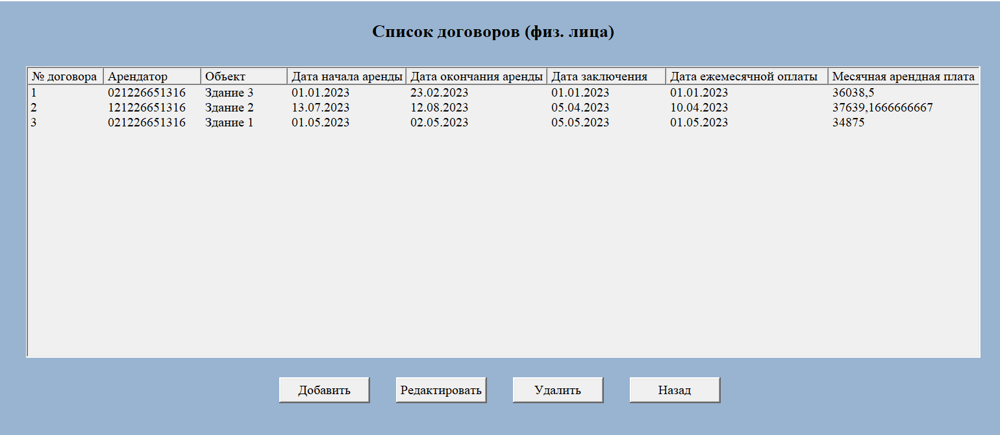 Список договоров (физ. лица)
№ договора Арендатор Объект Дата начала аренды Дата окончания аренды Дата заключения Дата ежемесячной оплаты Месячная арендная плата
1 021226651316 Здание 3 01.01.2023 23.02.2023 01.01.2023 01.01.2023 36038,5
2 121226651316 Здание 2 13.07.2023 12.08.2023 05.04.2023 10.04.2023 37639,1666666667
3 021226651316 Здание 1 01.05.2023 02.05.2023 05.05.2023 01.05.2023 34875
Добавить Редактировать Удалить Назад